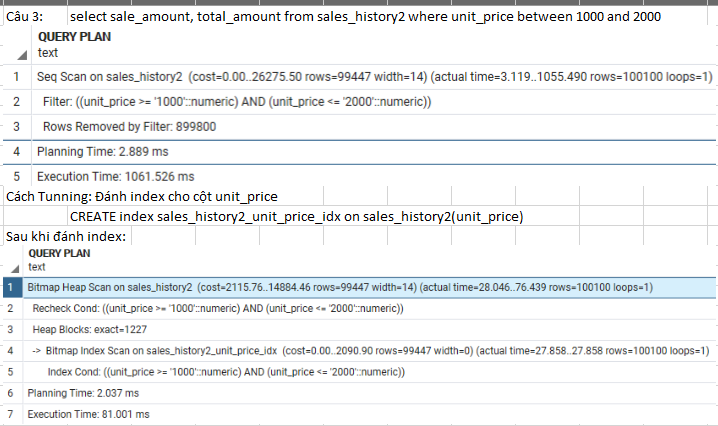 Câu 3: select sale_amount, total_amount from sales_history2 where unit_price between 1000 and 2000
QUERY PLAN
text
1 Seq Scan on sales_history2 (cost=0.00..26275.50 rows=99447 width=14) (actual time=3.119..1055.490 rows=100100 loops=1)
2 Filter: ((unit_price >= '1000'::numeric) AND (unit_price <= '2000'::numeric))
3 Rows Removed by Filter: 899800
4 Planning Time: 2.889 ms
5 Execution Time: 1061.526 ms
Cách Tunning: Đánh index cho cột unit_price
CREATE index sales_history2_unit_price_idx on sales_history2(unit_price)
Sau khi đánh index:
QUERY PLAN
text
1 Bitmap Heap Scan on sales_history2 (cost=2115.76..14884.46 rows=99447 width=14) (actual time=28.046..76.439 rows=100100 loops=1)
2 Recheck Cond: ((unit_price >= '1000'::numeric) AND (unit_price <= '2000'::numeric))
3 Heap Blocks: exact=1227
4 -> Bitmap Index Scan on sales_history2_unit_price_idx (cost=0.00..2090.90 rows=99447 width=0) (actual time=27.858..27.858 rows=100100 loops=1)
5 Index Cond: ((unit_price >= '1000'::numeric) AND (unit_price <= '2000'::numeric))
6 Planning Time: 2.037 ms
7 Execution Time: 81.001 ms